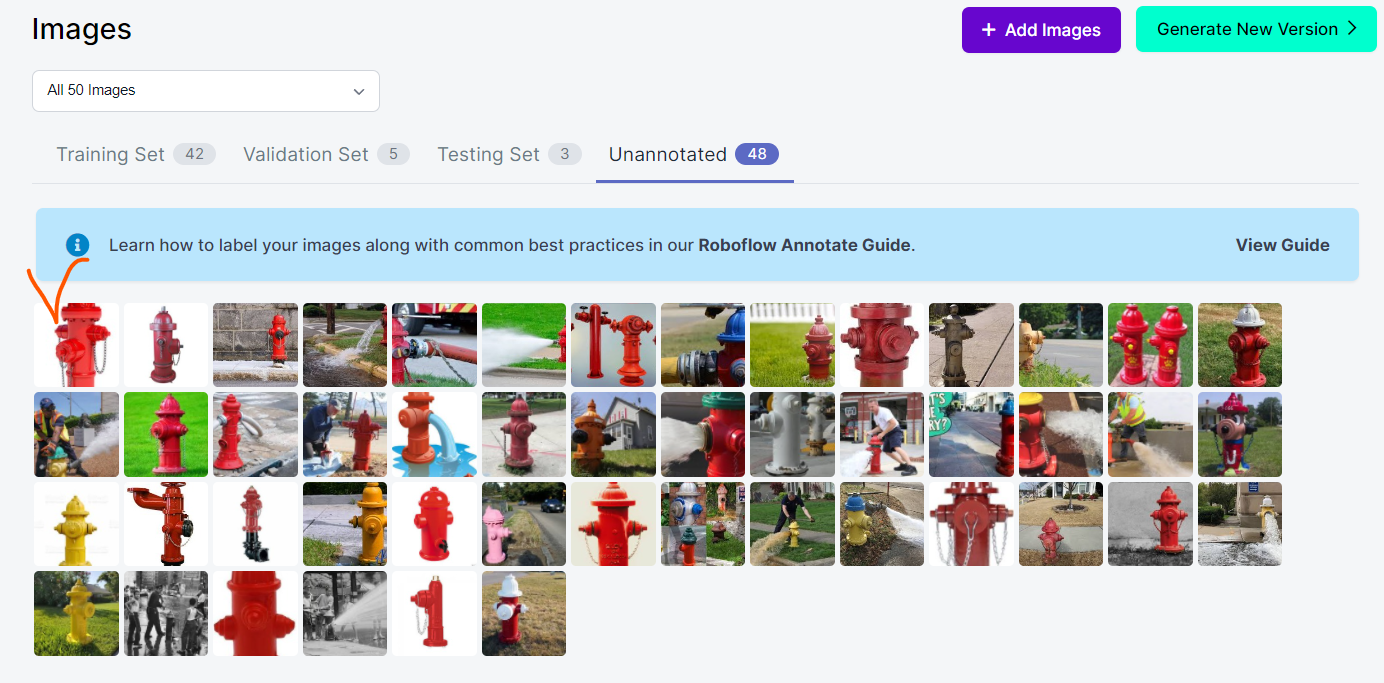 Images
+ Add Images
Generate New Version >
All 50 Images
Training Set 42 Validation Set 5 Testing Set 3 Unannotated 48
Learn how to label your images along with common best practices in our Roboflow Annotate Guide. View Guide